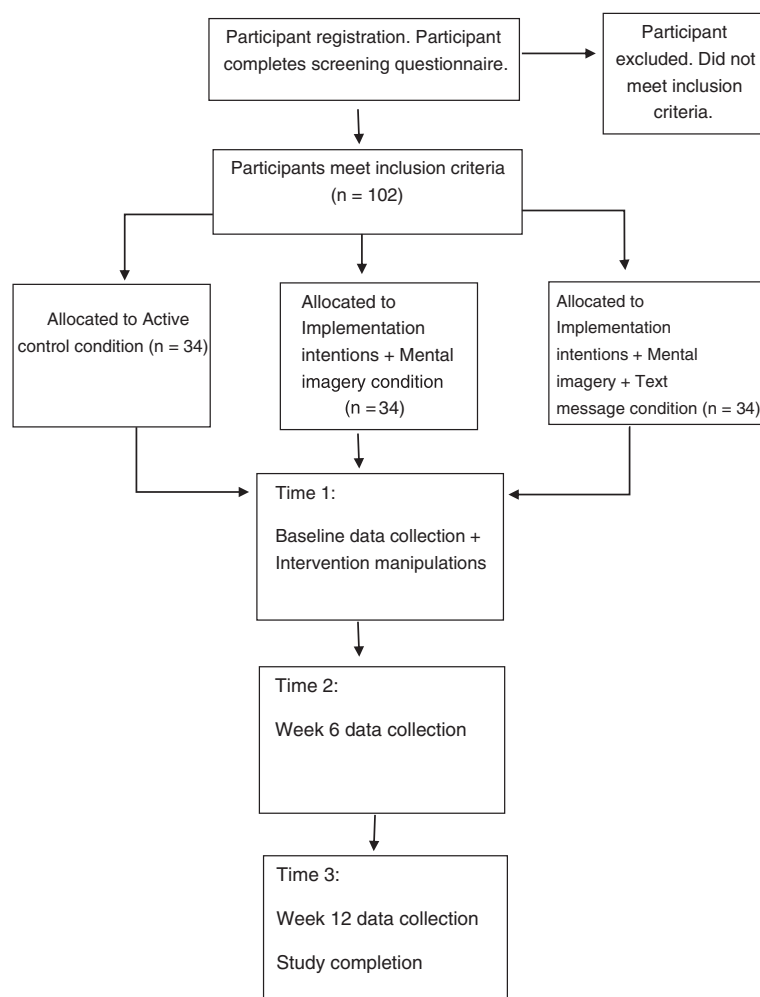 Participant registration. Participant
completes screening questionnaire.
Participant
excluded. Did not
meet inclusion
criteria.
Participants meet inclusion criteria
(n = 102)
Allocated to Active
control condition (n = 34)
Allocated to
Implementation
intentions + Mental
imagery condition
(n = 34)
Allocated to
Implementation
intentions + Mental
imagery + Text
message condition (n = 34)
Time 1:
Baseline data collection +
Intervention manipulations
Time 2:
Week 6 data collection
Time 3:
Week 12 data collection
Study completion